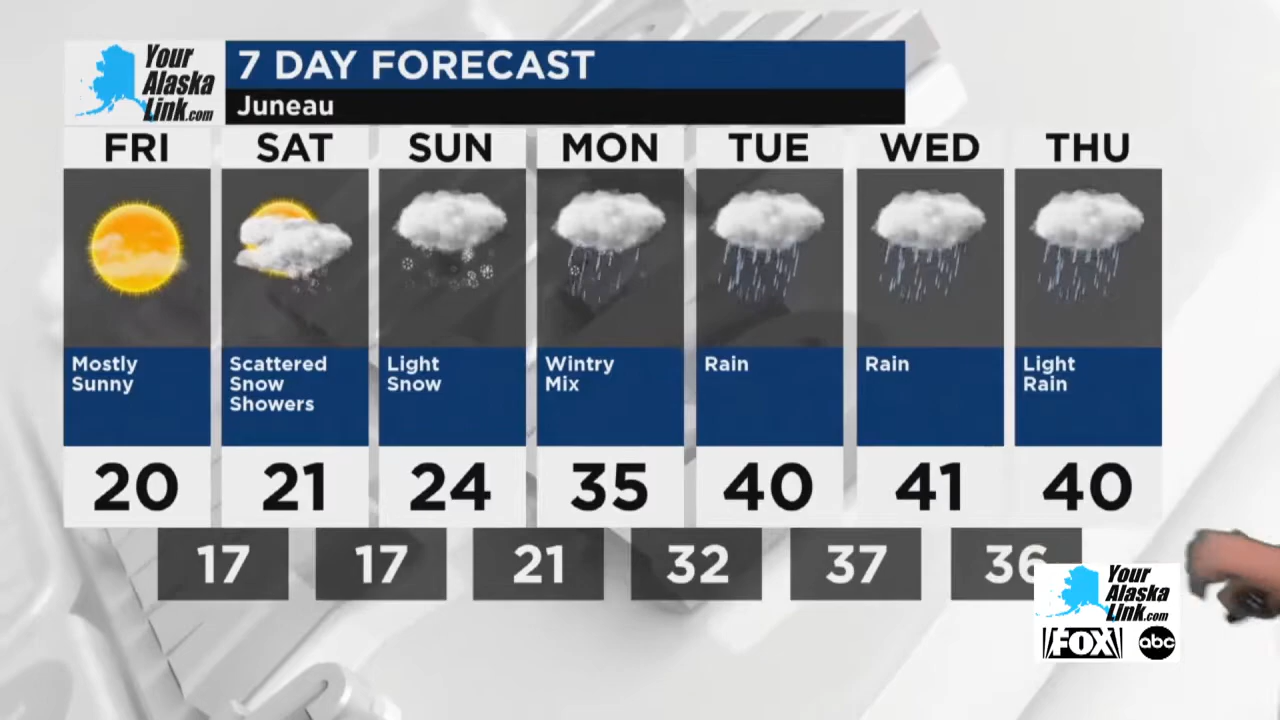 Your
Alaska
Link.com
7 DAY FORECAST
Juneau
FRI SAT SUN MON TUE WED THU
Mostly
Sunny
Scattered
Snow
Showers
Light
Snow
Wintry
Mix
Rain
Rain
Light
Rain
20 21 24 35 40 41 40
17 17 21 32 37 36
Your
Alaska
Link.com
FOX abc